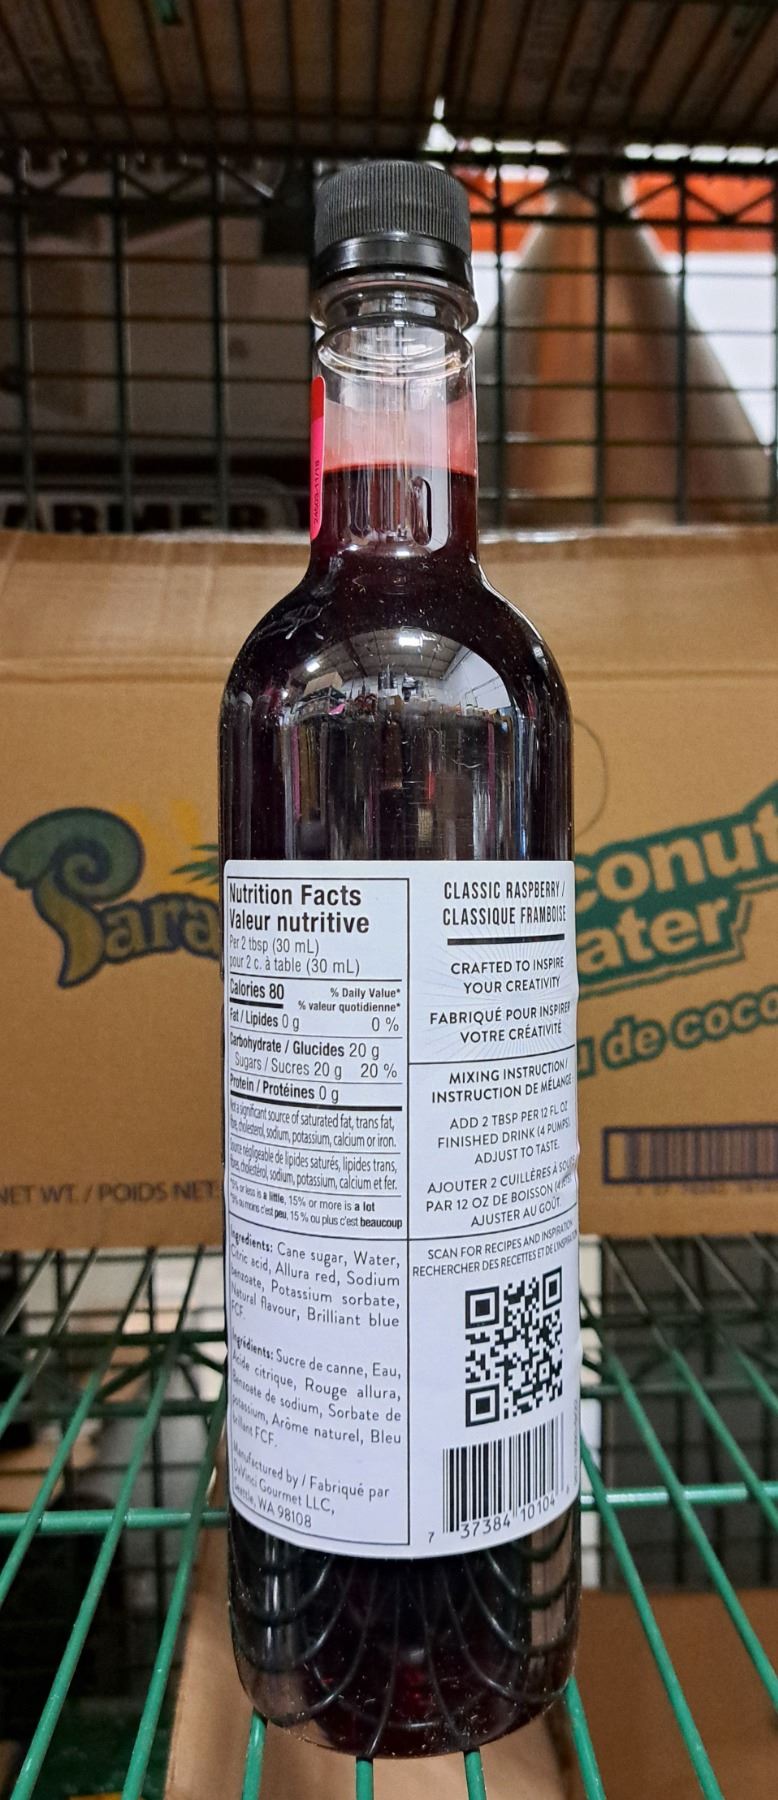 Nutrition Facts
Valeur nutritive
Per 2 tbsp (30 mL)
pour 2 c. à table (30 mL)
Calories 80
% Daily Value*
% valeur quotidienne*
Fat / Lipides 0 g 0 %
Carbohydrate / Glucides 20 g
Sugars / Sucres 20 g 20 %
Protein / Protéines 0 g
Not a significant source of saturated fat, trans fat,
cholesterol, sodium, potassium, calcium or iron.
Source négligeable de lipides saturés, lipides trans,
cholestérol, sodium, potassium, calcium et fer.
*5% or less is a little, 15% or more is a lot
*5% ou moins c'est peu, 15 % ou plus c'est beaucoup
Ingredients: Cane sugar, Water,
Citric acid, Allura red, Sodium
benzoate, Potassium sorbate,
Natural flavour, Brilliant blue
FCF.
Ingrédients: Sucre de canne, Eau,
Acide citrique, Rouge allura,
Benzoate de sodium, Sorbate de
potassium, Arôme naturel, Bleu
brillant FCF.
Manufactured by / Fabriqué par
DaVinci Gourmet LLC,
Seattle, WA 98108
CLASSIC RASPBERRY /
CLASSIQUE FRAMBOISE
CRAFTED TO INSPIRE
YOUR CREATIVITY
FABRIQUÉ POUR INSPIRER
VOTRE CRÉATIVITÉ
MIXING INSTRUCTION /
INSTRUCTION DE MÉLANGE
ADD 2 TBSP PER 12 FL OZ
FINISHED DRINK (4 PUMPS).
ADJUST TO TASTE.
AJOUTER 2 CUILLÈRES À
PAR 12 OZ DE BOISSON
AJUSTER AU GOÛT.
SCAN FOR RECIPES AND INSPIRATION
RECHERCHER DES RECETTES ET DE L'INSPIRATION
7 37384 10104
Para
conut
ater
de coco
NET WT. / POIDS NET
ARMER